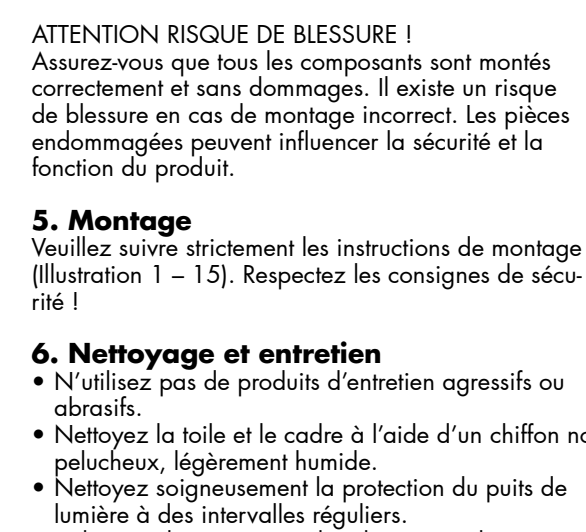 ATTENTION RISQUE DE BLESSURE !
Assurez-vous que tous les composants sont montés
correctement et sans dommages. Il existe un risque
de blessure en cas de montage incorrect. Les pièces
endommagées peuvent influencer la sécurité et la
fonction du produit.
5. Montage
Veuillez suivre strictement les instructions de montage
(Illustration 1 – 15). Respectez les consignes de sécu-
rité !
6. Nettoyage et entretien
• N’utilisez pas de produits d’entretien agressifs ou
abrasifs.
• Nettoyez la toile et le cadre à l’aide d’un chiffon
pelucheux, légèrement humide.
• Nettoyez soigneusement la protection du puits de
lumière à des intervalles réguliers.